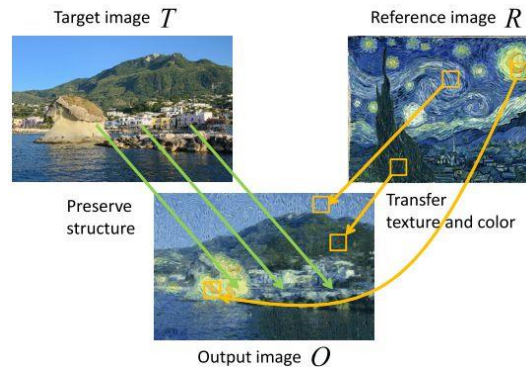 Target image T
Reference image R
Preserve
structure
Transfer
texture and color
Output image O